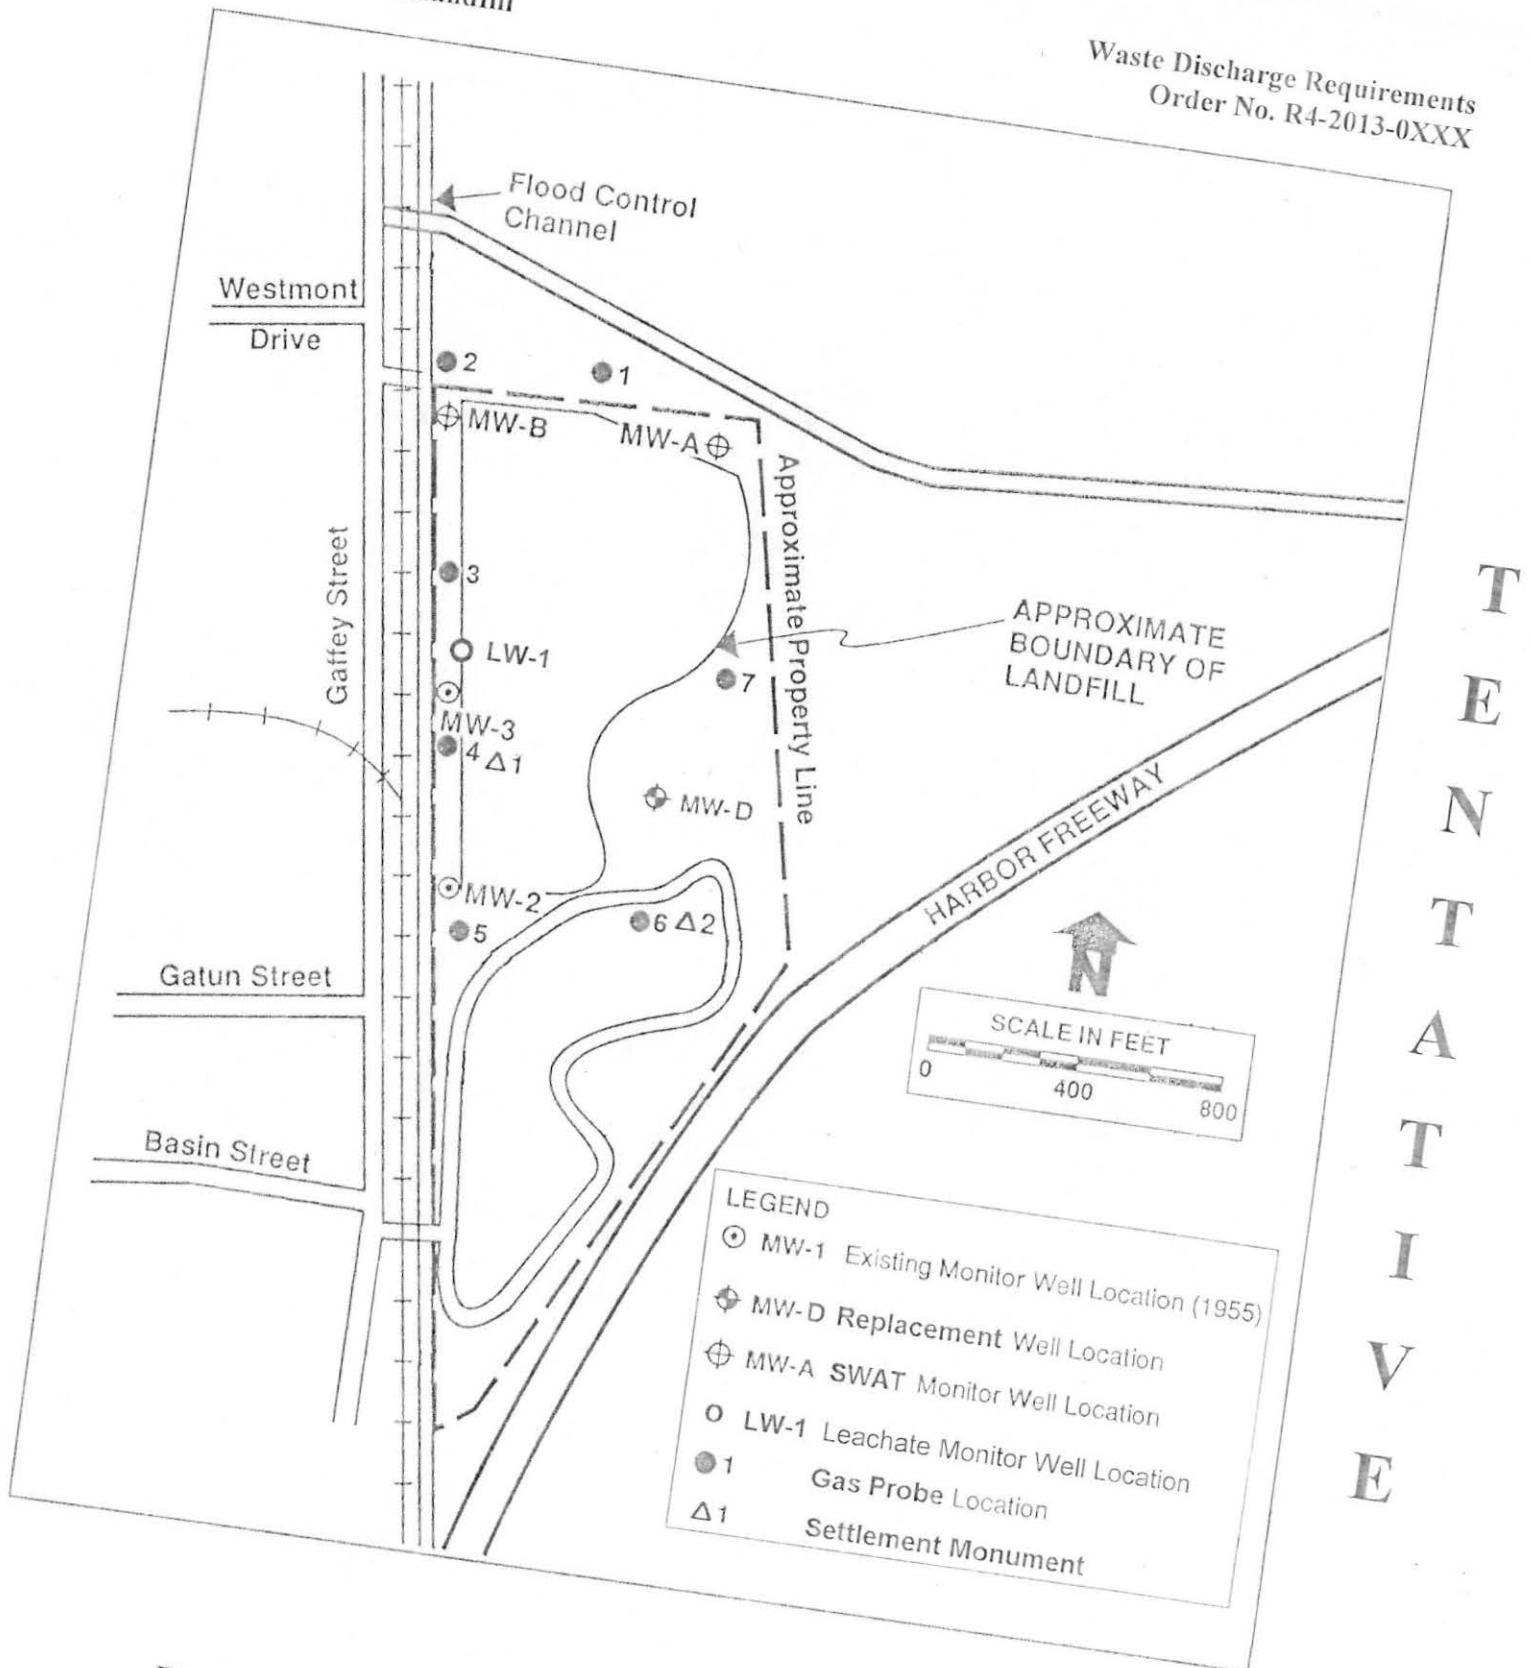 Waste Discharge Requirements
Order No. R4-2013-0XXX
Flood Control
Channel
Westmont
Drive
2
1
MW-B
MW-A
Approximate Property Line
3
Gaffey Street
LW-1
APPROXIMATE
BOUNDARY OF
LANDFILL
7
MW-3
4 Δ1
MW-D
HARBOR FREEWAY
MW-2
5
6 Δ2
N
Gatun Street
SCALE IN FEET
0 400 800
Basin Street
LEGEND
MW-1 Existing Monitor Well Location (1955)
MW-D Replacement Well Location
MW-A SWAT Monitor Well Location
LW-1 Leachate Monitor Well Location
1 Gas Probe Location
Δ1 Settlement Monument
TENTATIVE